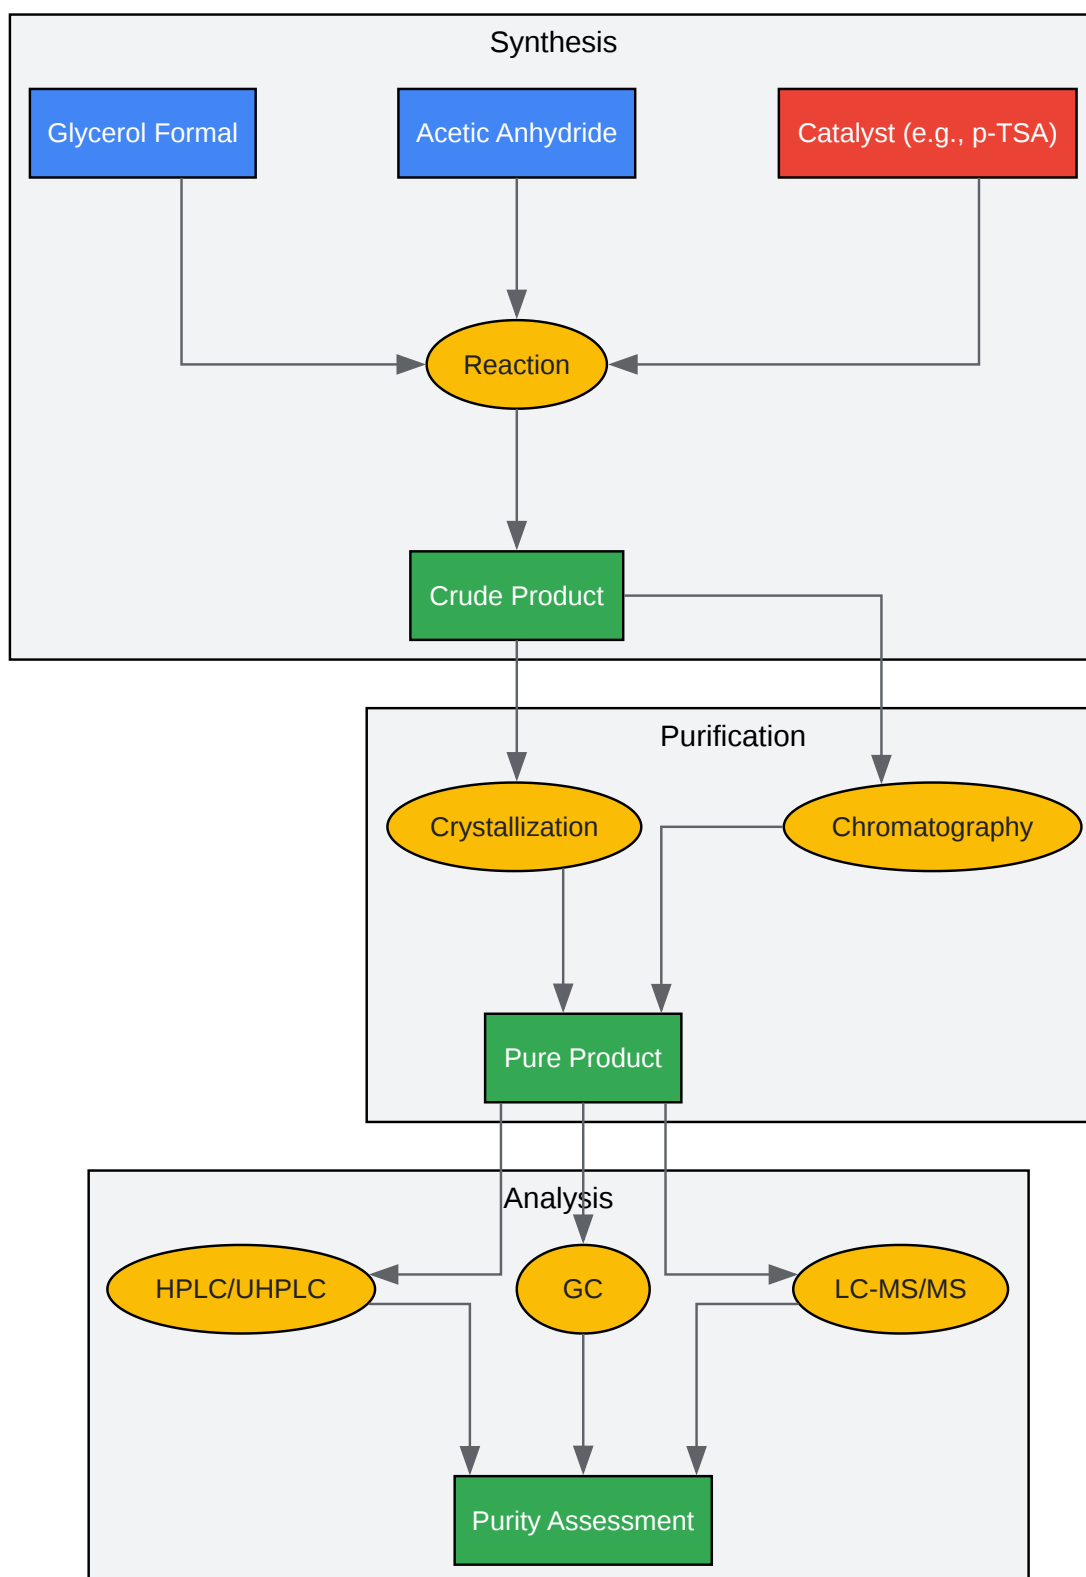 Synthesis
Glycerol Formal
Acetic Anhydride
Catalyst (e.g., p-TSA)
Reaction
Crude Product
Purification
Crystallization
Chromatography
Pure Product
Analysis
HPLC/UHPLC
GC
LC-MS/MS
Purity Assessment